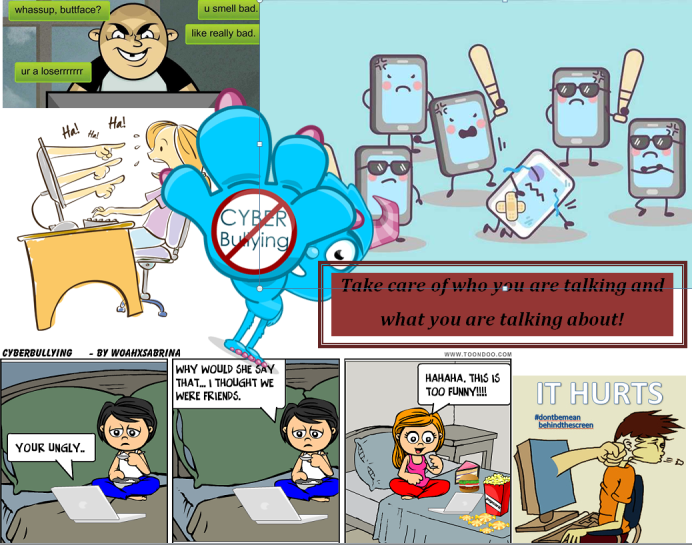 whassup, buttface?
u smell bad.
like really bad.
ur a loserrrrrrr
Ha!
Ha!
Ha!
CYBER
Bullying
Take care of who you are talking and
what you are talking about!
CYBERBULLYING - BY WOAHXSABRINA
WWW.TOONDOO.COM
YOUR UNGLY..
WHY WOULD SHE SAY
THAT... I THOUGHT WE
WERE FRIENDS.
HAHAHA, THIS IS
TOO FUNNY!!!!
IT HURTS
#dontbemean
behindthescreen